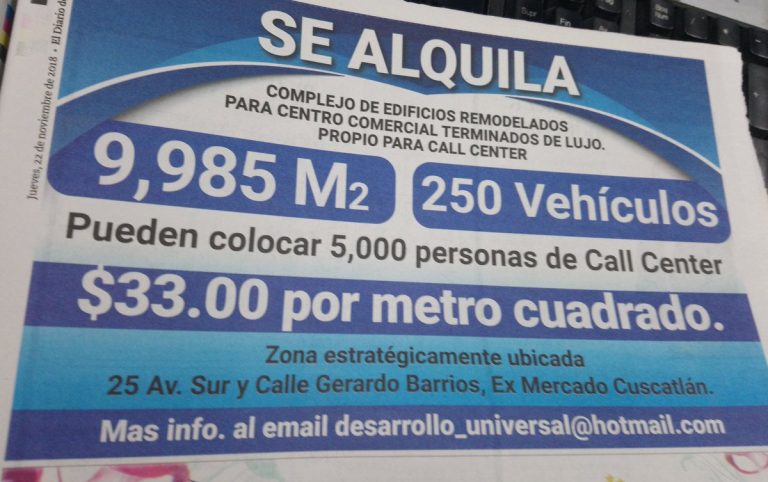 Jueves, 22 de noviembre de 2018 • El Diario de
SE ALQUILA
COMPLEJO DE EDIFICIOS REMODELADOS
PARA CENTRO COMERCIAL TERMINADOS DE LUJO.
PROPIO PARA CALL CENTER
9,985 M2
250 Vehículos
Pueden colocar 5,000 personas de Call Center
$33.00 por metro cuadrado.
Zona estratégicamente ubicada
25 Av. Sur y Calle Gerardo Barrios, Ex Mercado Cuscatlán.
Mas info. al email desarrollo_universal@hotmail.com